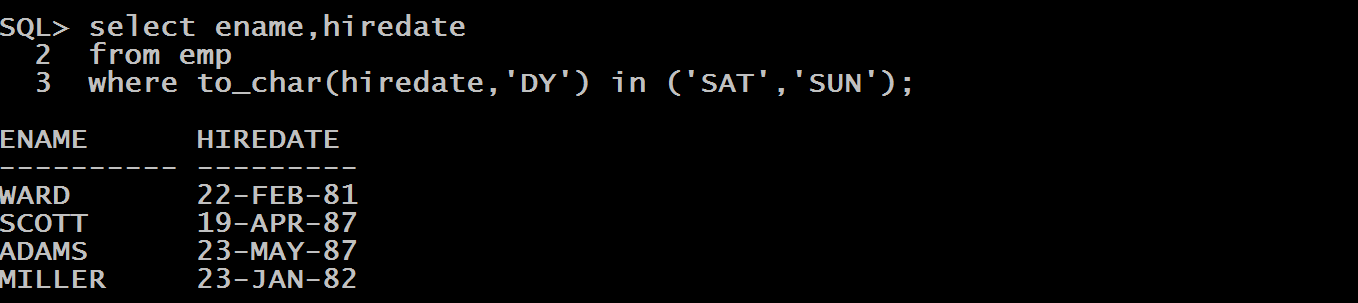 SQL> select ename,hiredate
  2  from emp
  3  where to_char(hiredate,'DY') in ('SAT','SUN');
ENAME      HIREDATE
---------- ---------
WARD       22-FEB-81
SCOTT      19-APR-87
ADAMS      23-MAY-87
MILLER     23-JAN-82